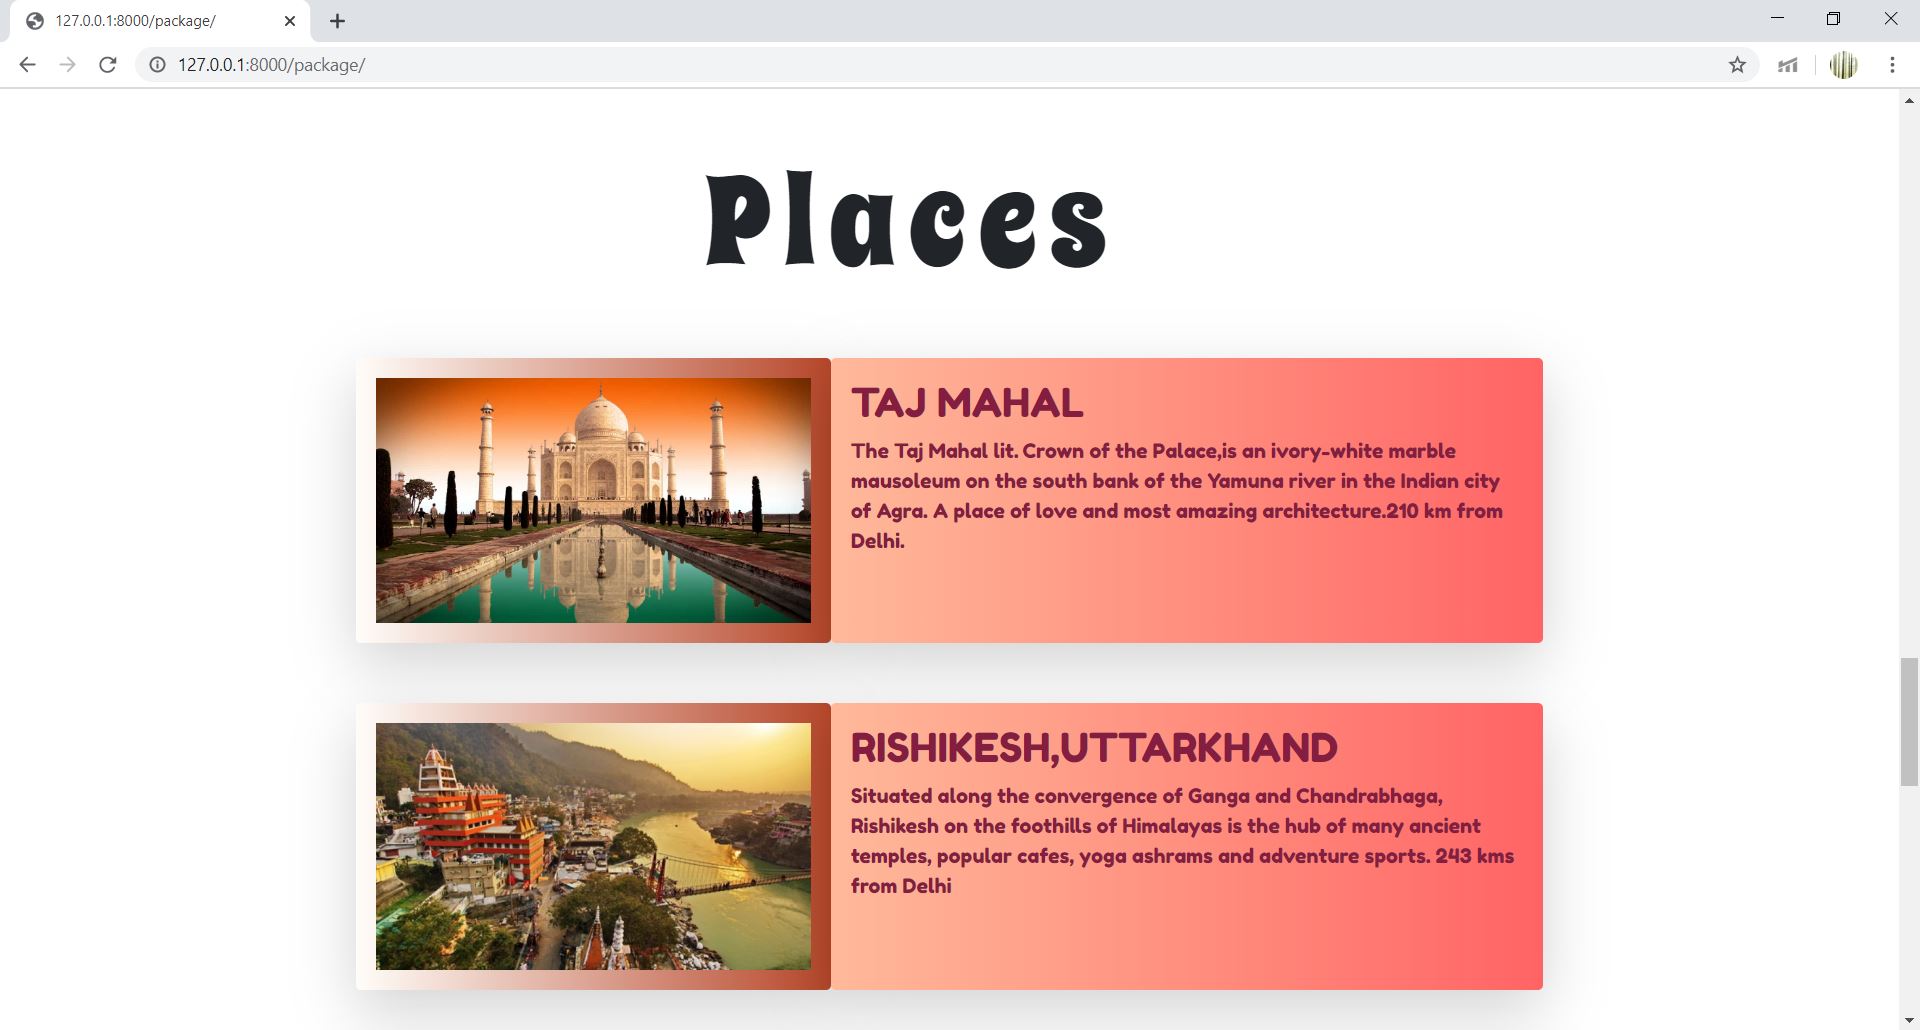 127.0.0.1:8000/package/
127.0.0.1:8000/package/
Places
TAJ MAHAL
The Taj Mahal lit. Crown of the Palace,is an ivory-white marble
mausoleum on the south bank of the Yamuna river in the Indian city
of Agra. A place of love and most amazing architecture.210 km from
Delhi.
RISHIKESH,UTTARKHAND
Situated along the convergence of Ganga and Chandrabhaga,
Rishikesh on the foothills of Himalayas is the hub of many ancient
temples, popular cafes, yoga ashrams and adventure sports. 243 kms
from Delhi